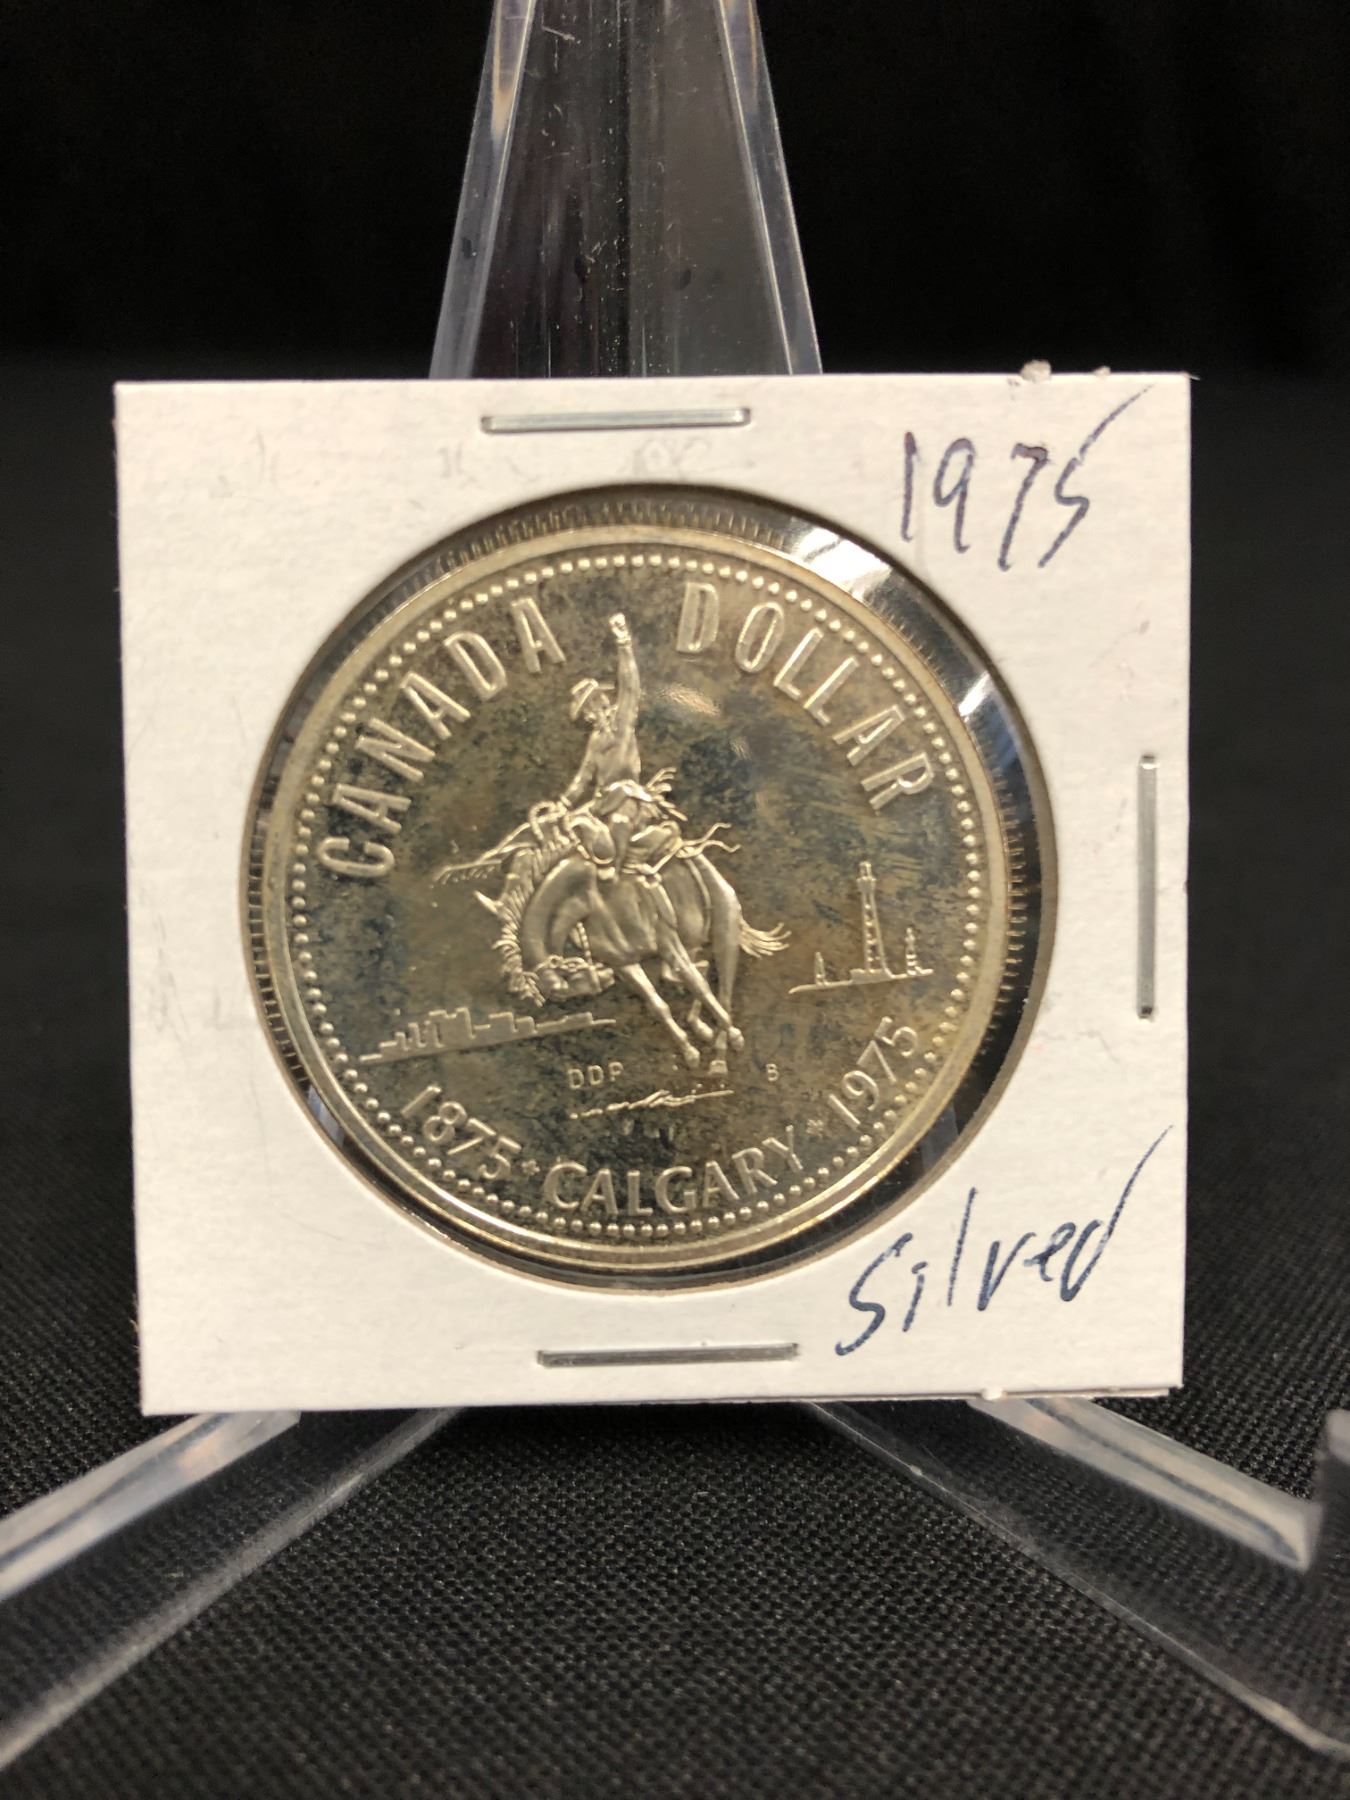 1975
CANADA DOLLAR
DDP B
1875 * CALGARY * 1975
Silver